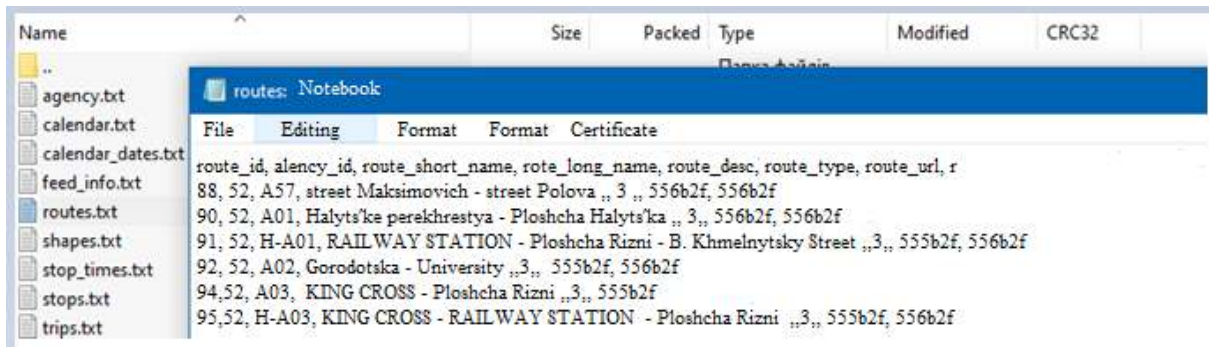 Name Size Packed Type Modified CRC32
..
agency.txt
calendar.txt
calendar_dates.txt
feed_info.txt
routes.txt
shapes.txt
stop_times.txt
stops.txt
trips.txt
routes: Notebook
File Editing Format Format Certificate
route_id, alency_id, route_short_name, rote_long_name, route_desc, route_type, route_url, r
88, 52, A57, street Maksimovich - street Polova ,, 3 ,, 556b2f, 556b2f
90, 52, A01, Halyts'ke perekhrestya - Ploshcha Halyts'ka ,, 3,, 556b2f, 556b2f
91, 52, H-A01, RAILWAY STATION - Ploshcha Rizni - B. Khmelnytsky Street ,,3,, 555b2f, 556b2f
92, 52, A02, Gorodotska - University ,,3,, 555b2f, 556b2f
94,52, A03, KING CROSS - Ploshcha Rizni ,,3,, 555b2f
95,52, H-A03, KING CROSS - RAILWAY STATION - Ploshcha Rizni ,,3,, 555b2f, 556b2f